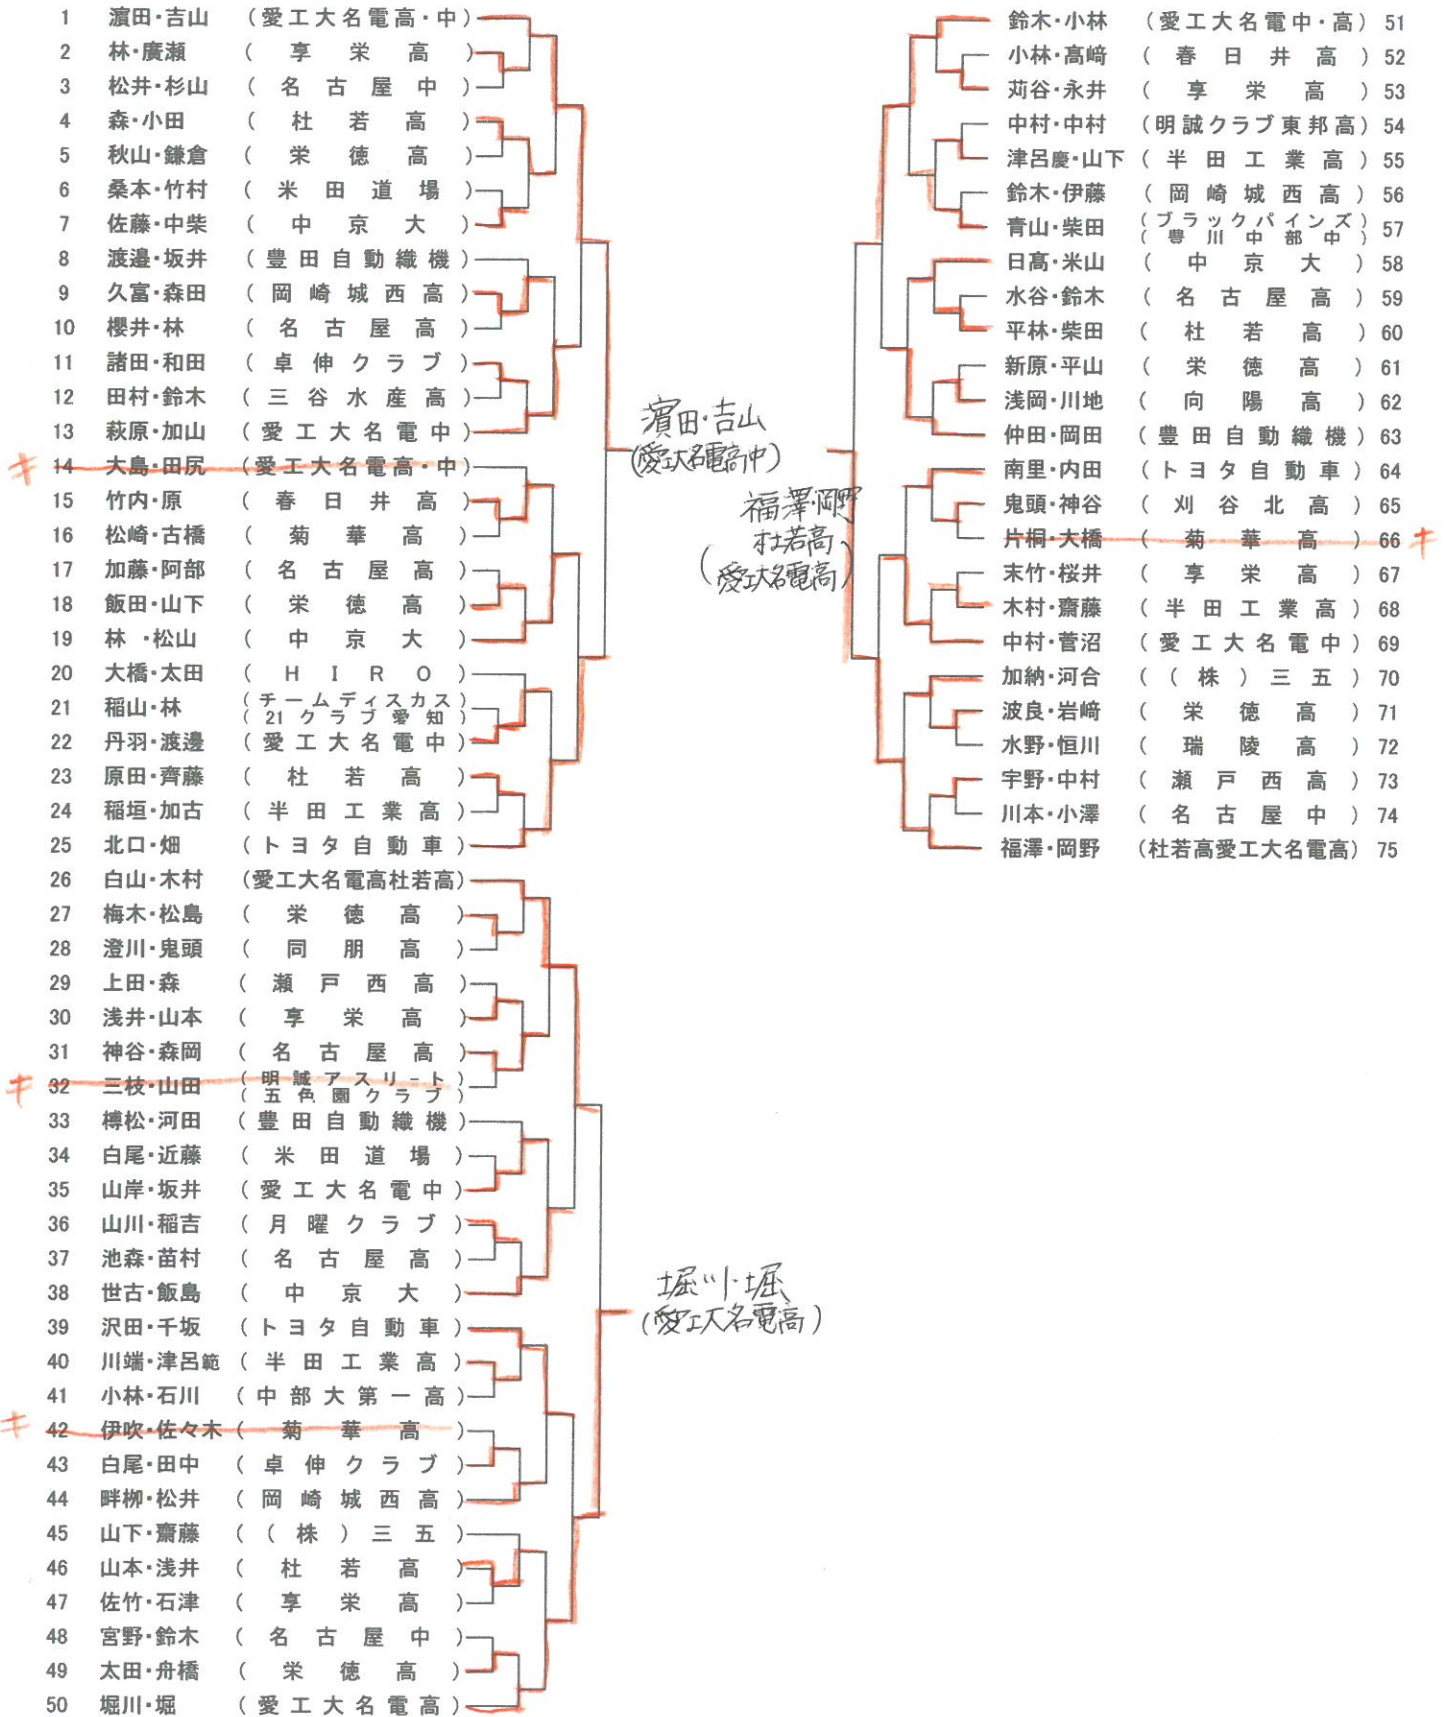 1 濵田・吉山 (愛工大名電高・中)
2 林・廣瀬 (享栄高)
3 松井・杉山 (名古屋中)
4 森・小田 (杜若高)
5 秋山・鎌倉 (栄徳高)
6 桑本・竹村 (米田道場)
7 佐藤・中柴 (中京大)
8 渡邉・坂井 (豊田自動織機)
9 久富・森田 (岡崎城西高)
10 櫻井・林 (名古屋高)
11 諸田・和田 (卓伸クラブ)
12 田村・鈴木 (三谷水産高)
13 萩原・加山 (愛工大名電中)
キ 14 大島・田尻 (愛工大名電高・中)
15 竹内・原 (春日井高)
16 松崎・古橋 (菊華高)
17 加藤・阿部 (名古屋高)
18 飯田・山下 (栄徳高)
19 林・松山 (中京大)
20 大橋・太田 (HIRO)
21 稲山・林 (チームディスカス)
(21クラブ愛知)
22 丹羽・渡邊 (愛工大名電中)
23 原田・齊藤 (杜若高)
24 稲垣・加古 (半田工業高)
25 北口・畑 (トヨタ自動車)
26 白山・木村 (愛工大名電高杜若高)
27 梅木・松島 (栄徳高)
28 澄川・鬼頭 (同朋高)
29 上田・森 (瀬戸西高)
30 浅井・山本 (享栄高)
31 神谷・森岡 (名古屋高)
キ 32 三枝・山田 (明誠アスリート)
(五色園クラブ)
33 榑松・河田 (豊田自動織機)
34 白尾・近藤 (米田道場)
35 山岸・坂井 (愛工大名電中)
36 山川・稲吉 (月曜クラブ)
37 池森・苗村 (名古屋高)
38 世古・飯島 (中京大)
39 沢田・千坂 (トヨタ自動車)
40 川端・津呂範 (半田工業高)
41 小林・石川 (中部大第一高)
キ 42 伊吹・佐々木 (菊華高)
43 白尾・田中 (卓伸クラブ)
44 畔柳・松井 (岡崎城西高)
45 山下・齋藤 ((株)三五)
46 山本・浅井 (杜若高)
47 佐竹・石津 (享栄高)
48 宮野・鈴木 (名古屋中)
49 太田・舟橋 (栄徳高)
50 堀川・堀 (愛工大名電高)
濵田・吉山
(愛工大名電高中)
福澤・岡野
杜若高
(愛工大名電高)
堀川・堀
(愛工大名電高)
鈴木・小林 (愛工大名電中・高) 51
小林・髙﨑 (春日井高) 52
苅谷・永井 (享栄高) 53
中村・中村 (明誠クラブ東邦高) 54
津呂慶・山下 (半田工業高) 55
鈴木・伊藤 (岡崎城西高) 56
青山・柴田 (ブラックパインズ) 57
(豊川中部中)
日髙・米山 (中京大) 58
水谷・鈴木 (名古屋高) 59
平林・柴田 (杜若高) 60
新原・平山 (栄徳高) 61
浅岡・川地 (向陽高) 62
仲田・岡田 (豊田自動織機) 63
南里・内田 (トヨタ自動車) 64
鬼頭・神谷 (刈谷北高) 65
片桐・大橋 (菊華高) 66 キ
末竹・桜井 (享栄高) 67
木村・齋藤 (半田工業高) 68
中村・菅沼 (愛工大名電中) 69
加納・河合 ((株)三五) 70
波良・岩﨑 (栄徳高) 71
水野・恒川 (瑞陵高) 72
宇野・中村 (瀬戸西高) 73
川本・小澤 (名古屋中) 74
福澤・岡野 (杜若高愛工大名電高) 75